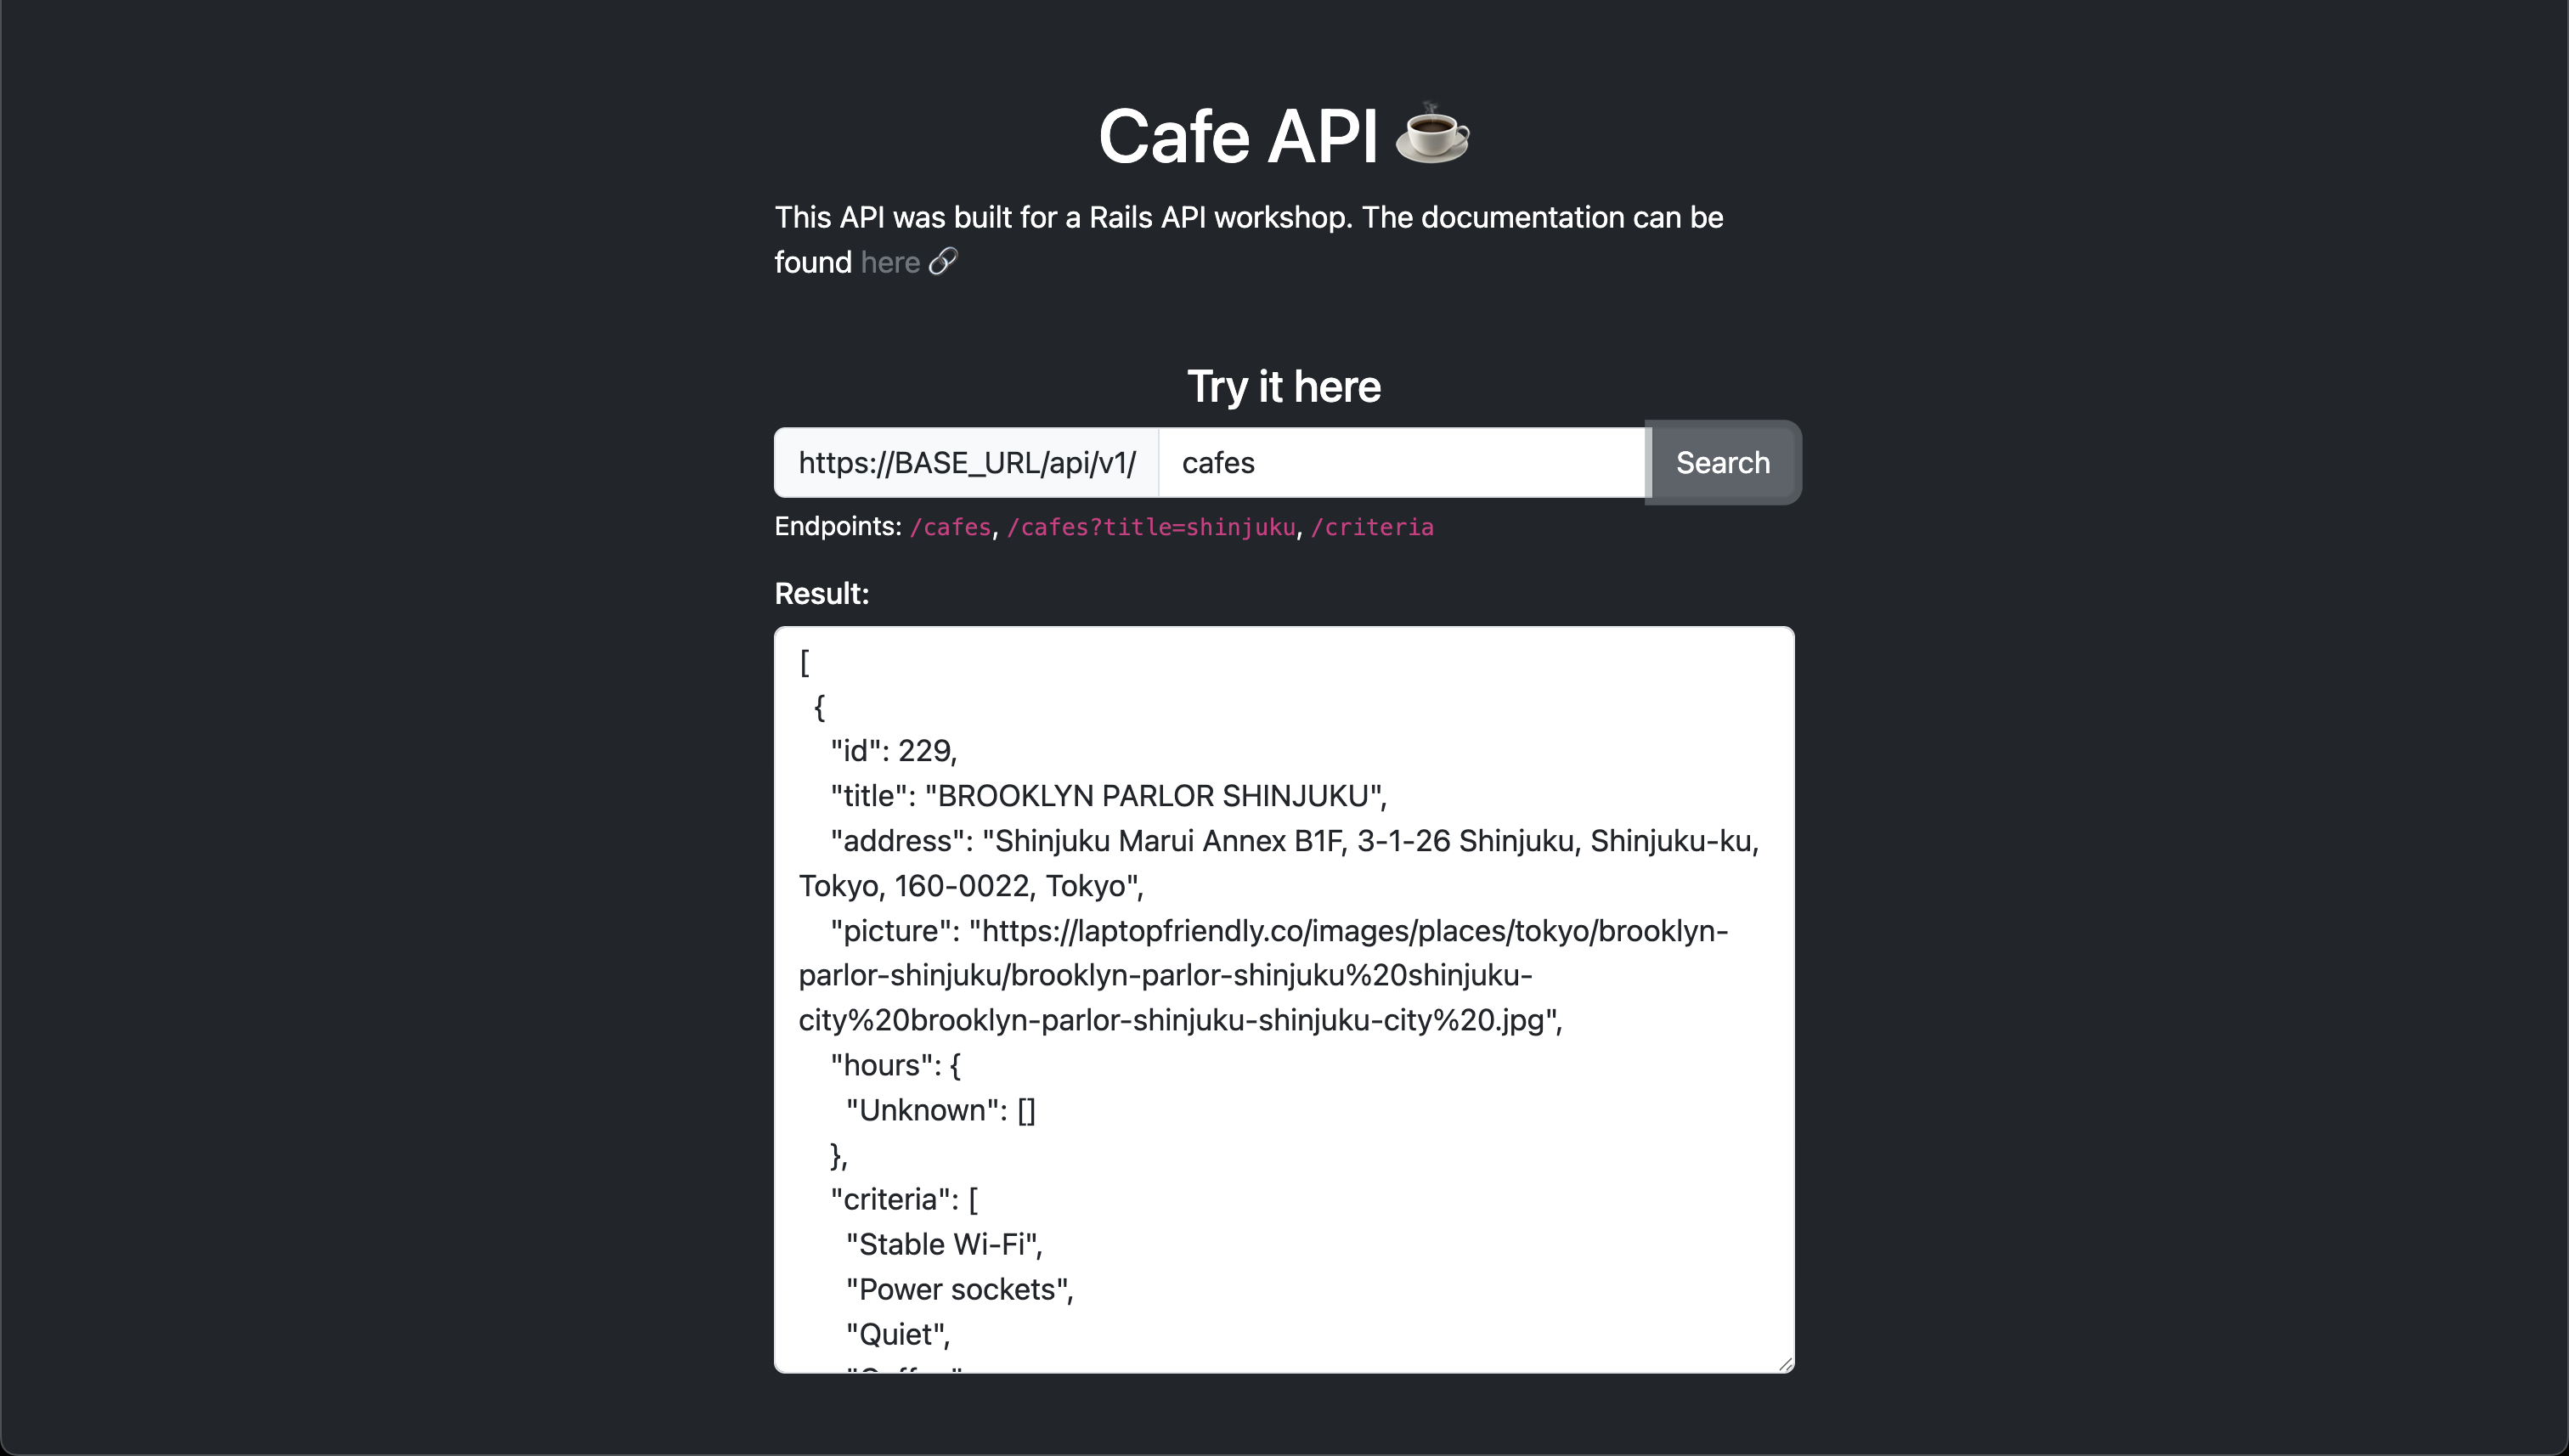 Cafe API
This API was built for a Rails API workshop. The documentation can be
found here
Try it here
https://BASE_URL/api/v1/ cafes Search
Endpoints: /cafes, /cafes?title=shinjuku, /criteria
Result:
[
{
"id": 229,
"title": "BROOKLYN PARLOR SHINJUKU",
"address": "Shinjuku Marui Annex B1F, 3-1-26 Shinjuku, Shinjuku-ku,
Tokyo, 160-0022, Tokyo",
"picture": "https://laptopfriendly.co/images/places/tokyo/brooklyn-
parlor-shinjuku/brooklyn-parlor-shinjuku%20shinjuku-
city%20brooklyn-parlor-shinjuku-shinjuku-city%20.jpg",
"hours": {
"Unknown": []
},
"criteria": [
"Stable Wi-Fi",
"Power sockets",
"Quiet",